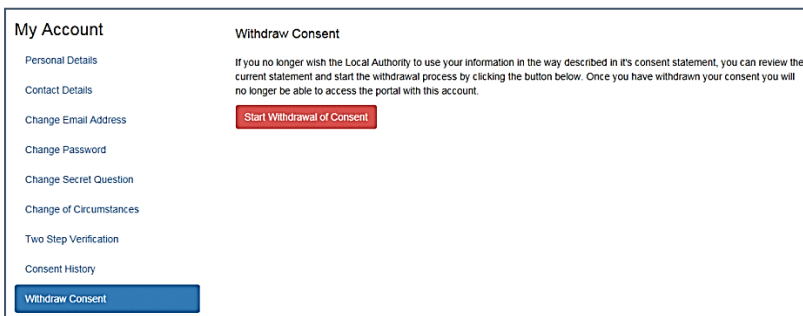 My Account
Personal Details
Contact Details
Change Email Address
Change Password
Change Secret Question
Change of Circumstances
Two Step Verification
Consent History
Withdraw Consent
Withdraw Consent
If you no longer wish the Local Authority to use your information in the way described in it's consent statement, you can review the
current statement and start the withdrawal process by clicking the button below. Once you have withdrawn your consent you will
no longer be able to access the portal with this account.
Start Withdrawal of Consent